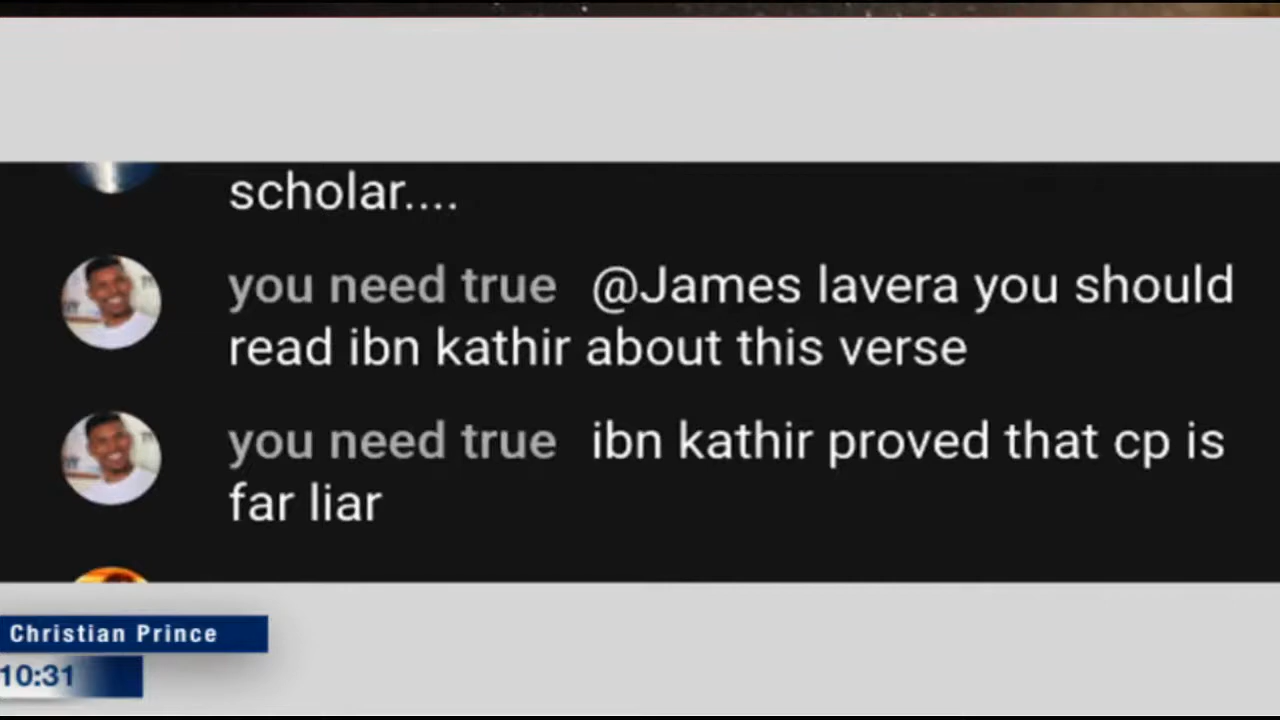 scholar....
you need true @James lavera you should
read ibn kathir about this verse
you need true ibn kathir proved that cp is
far liar
Christian Prince
10:31